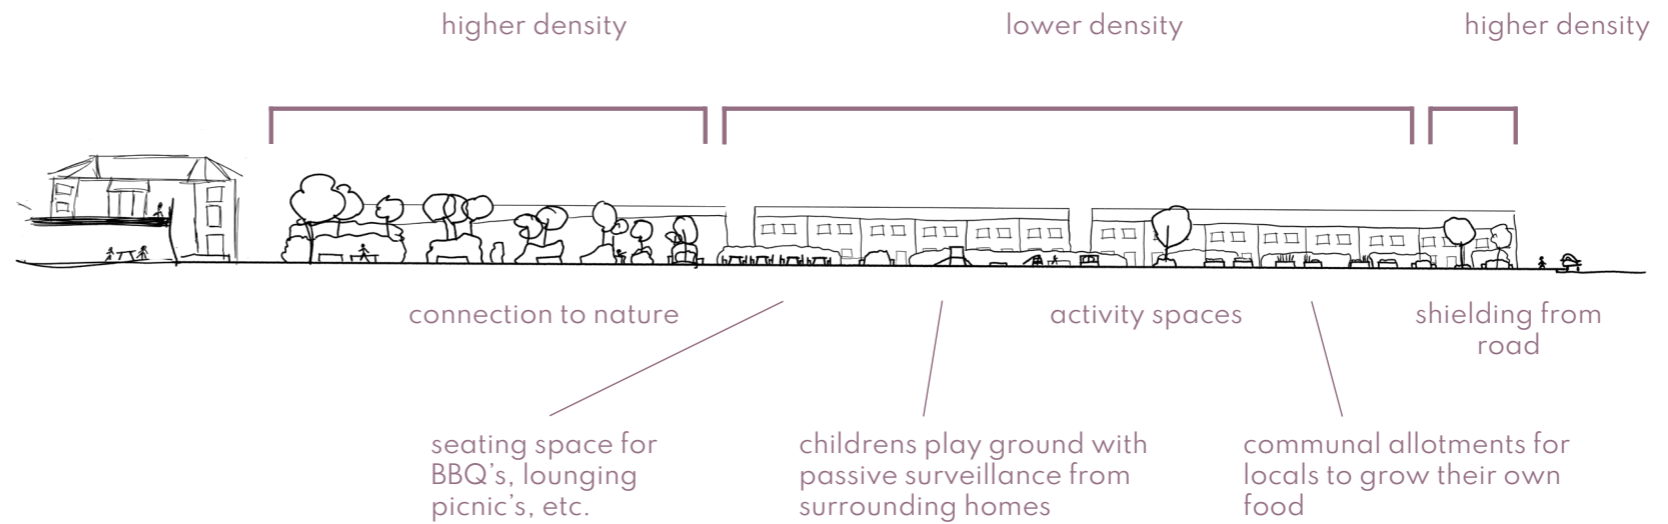 higher density
lower density
higher density
connection to nature
activity spaces
shielding from
road
seating space for
BBQ's, lounging
picnic's, etc.
childrens play ground with
passive surveillance from
surrounding homes
communal allotments for
locals to grow their own
food